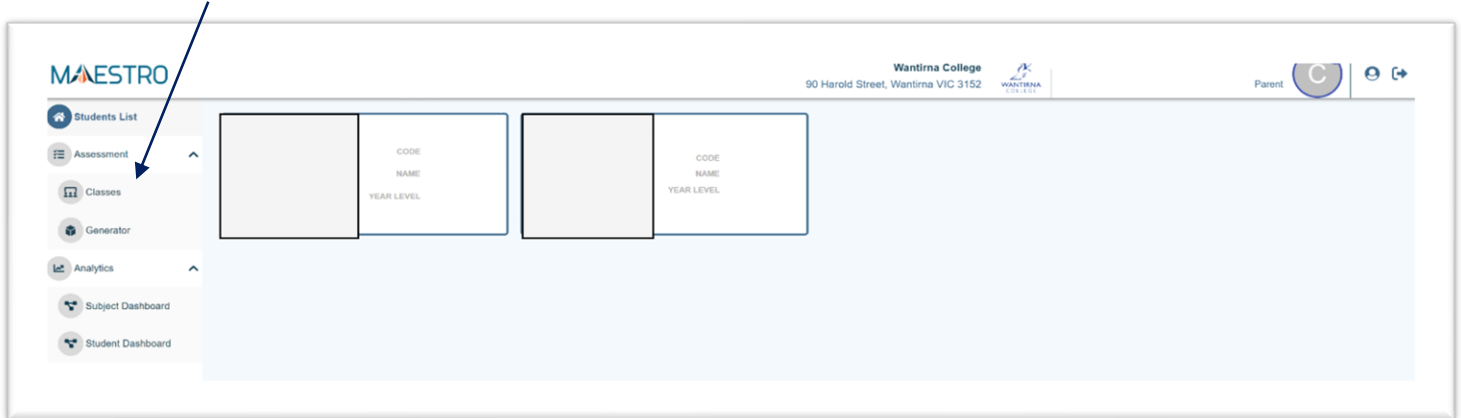 MAESTRO
Wantirna College
90 Harold Street, Wantirna VIC 3152
WANTIRNA
COLLEGE
Parent
C
Students List
Assessment
Classes
Generator
Analytics
Subject Dashboard
Student Dashboard
CODE
NAME
YEAR LEVEL
CODE
NAME
YEAR LEVEL